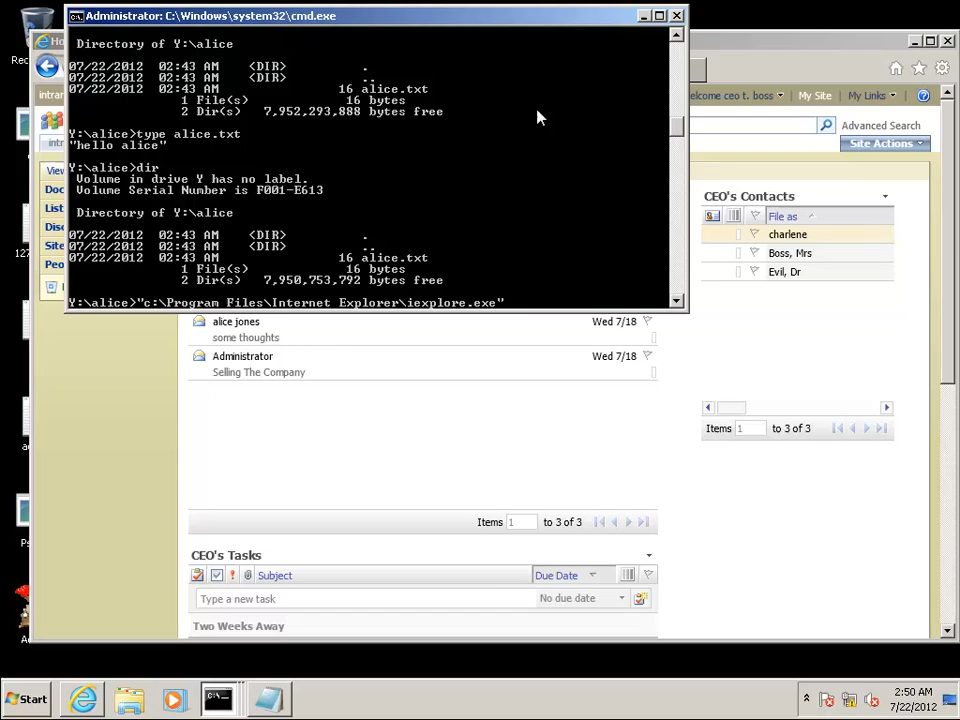 Administrator: C:\Windows\system32\cmd.exe
Directory of Y:\alice
07/22/2012 02:43 AM <DIR> .
07/22/2012 02:43 AM <DIR> ..
07/22/2012 02:43 AM 16 alice.txt
1 File(s) 16 bytes
2 Dir(s) 7,952,293,888 bytes free
Y:\alice>type alice.txt
"hello alice"
Y:\alice>dir
Volume in drive Y has no label.
Volume Serial Number is F001-E613
Directory of Y:\alice
07/22/2012 02:43 AM <DIR> .
07/22/2012 02:43 AM <DIR> ..
07/22/2012 02:43 AM 16 alice.txt
1 File(s) 16 bytes
2 Dir(s) 7,950,753,792 bytes free
Y:\alice>"c:\Program Files\Internet Explorer\iexplore.exe"
elcome ceo t. boss My Site My Links
Advanced Search
Site Actions
CEO's Contacts
File as
charlene
Boss, Mrs
Evil, Dr
Items 1 to 3 of 3
alice jones Wed 7/18
some thoughts
Administrator Wed 7/18
Selling The Company
Items 1 to 3 of 3
CEO's Tasks
Subject Due Date
Type a new task No due date
Two Weeks Away
Start
2:50 AM
7/22/2012